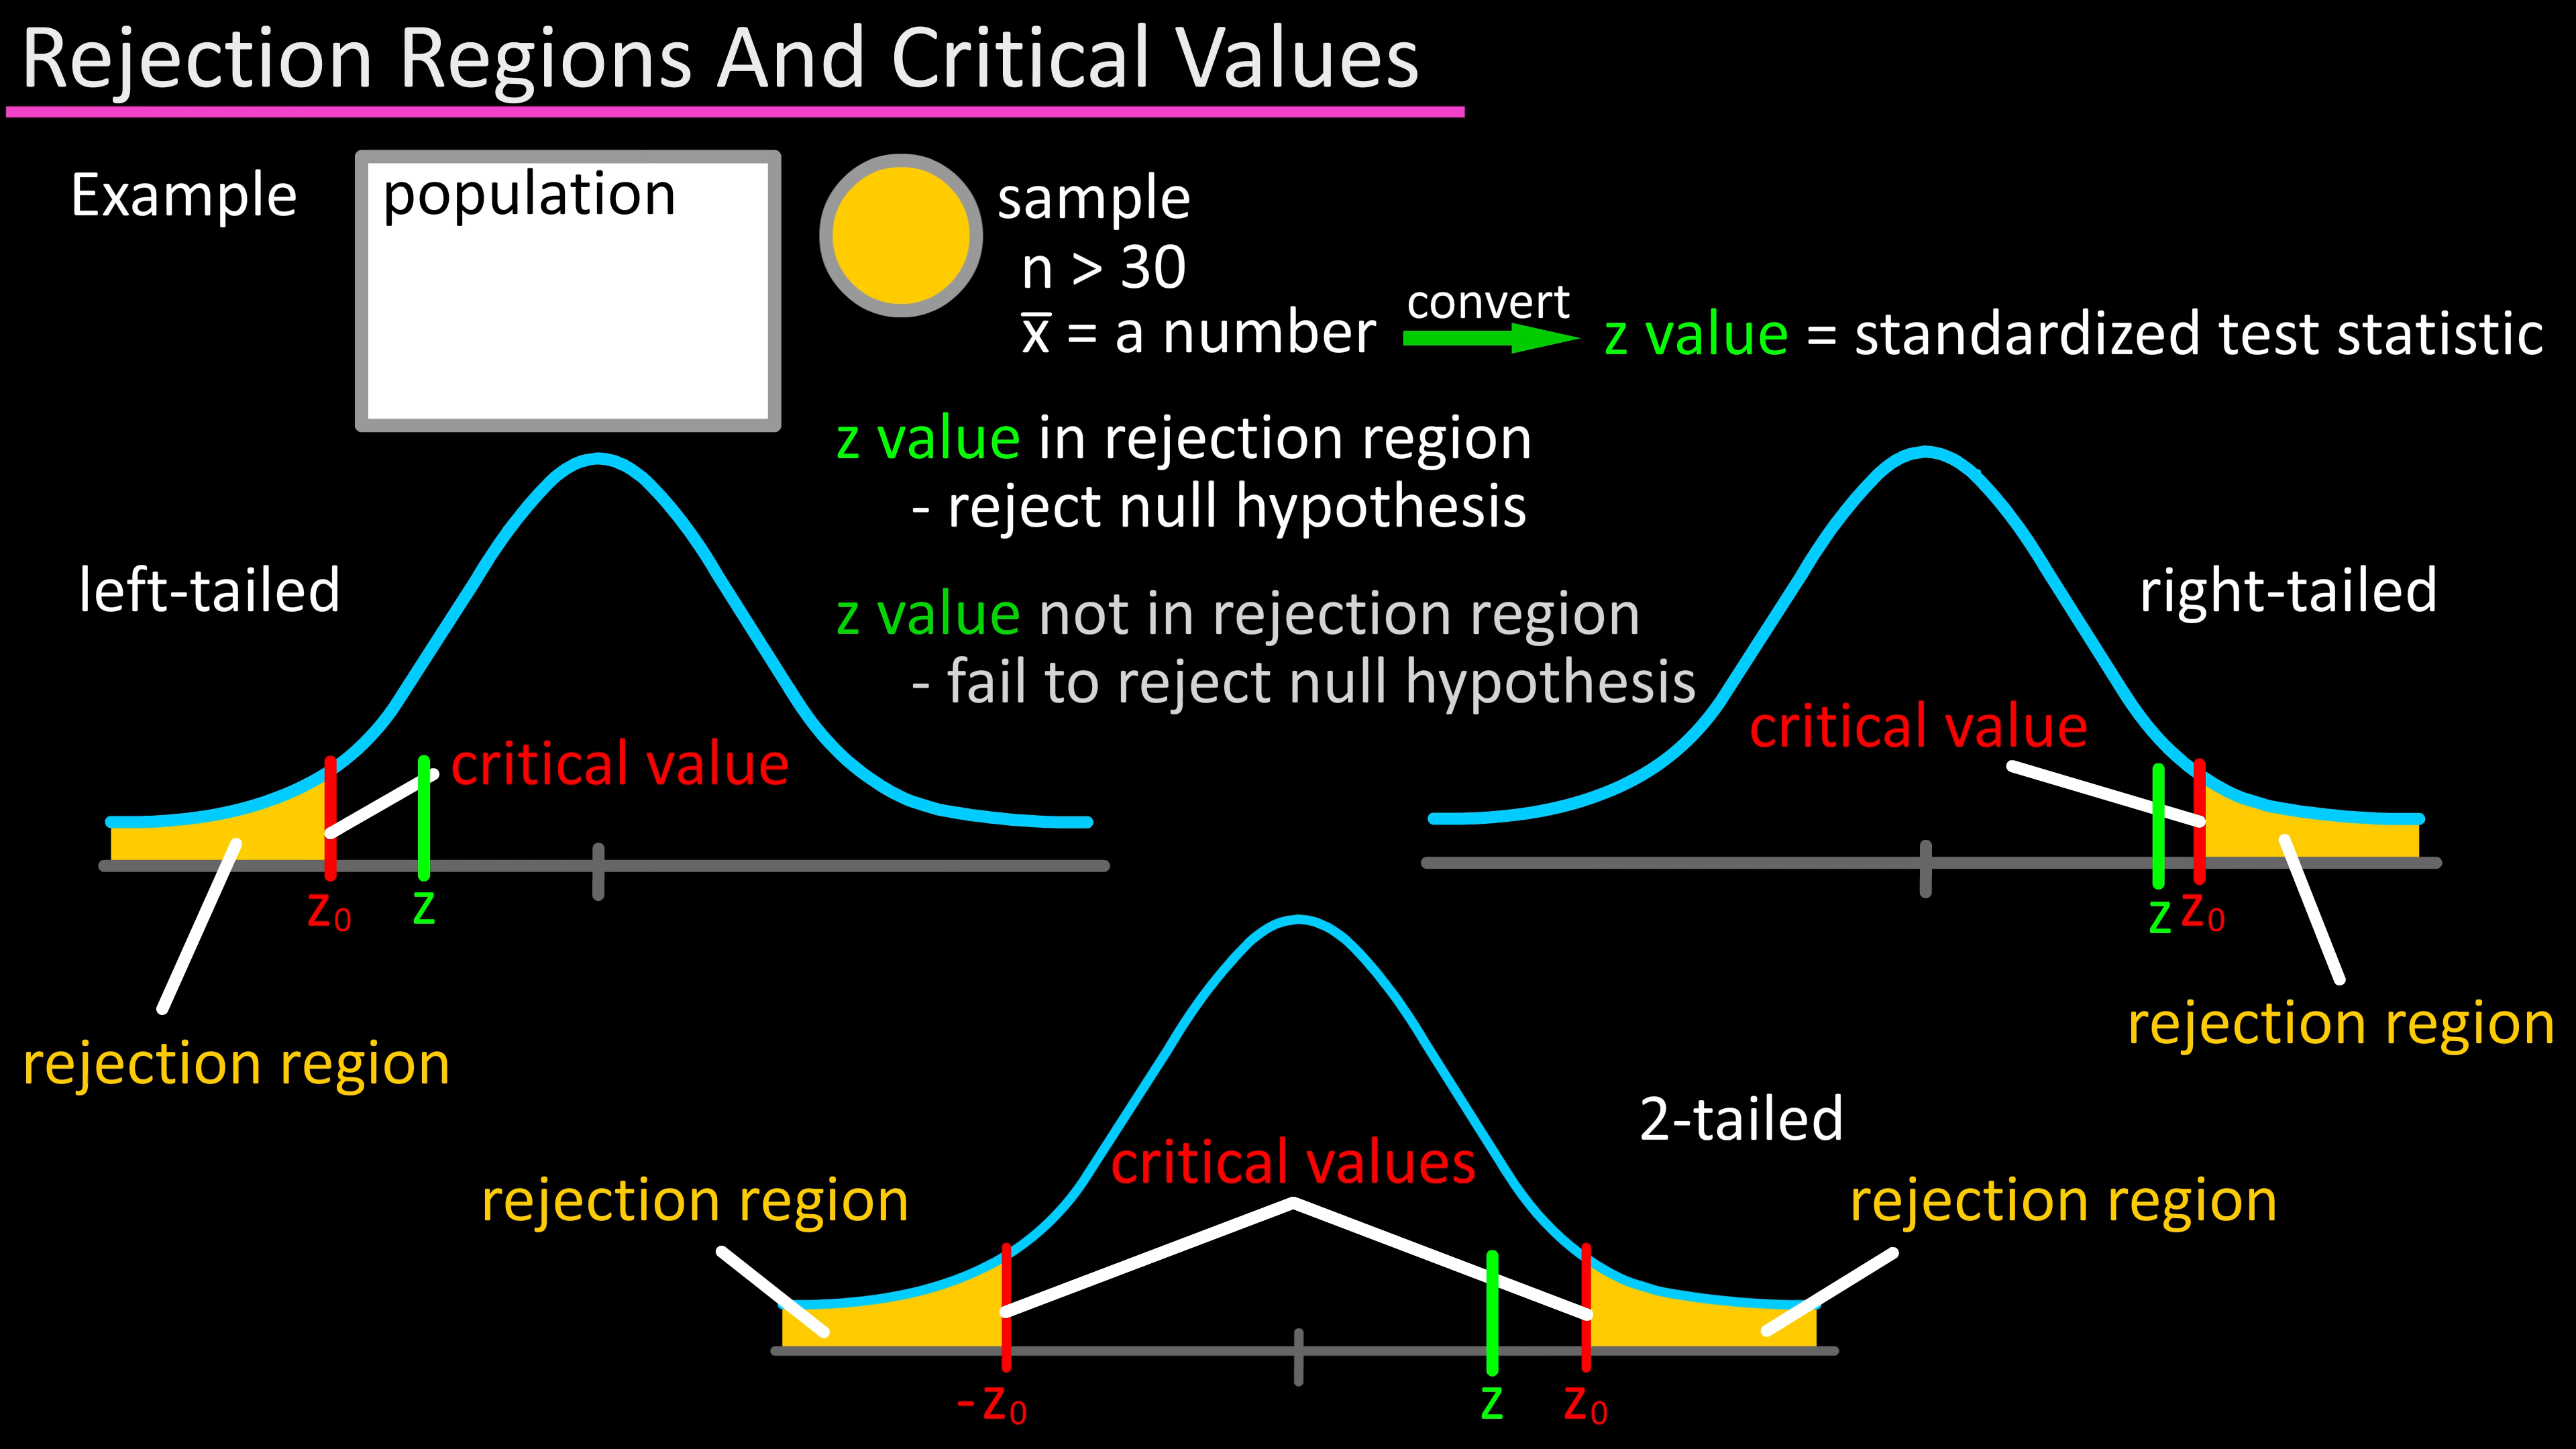 Rejection Regions And Critical Values
Example
population
sample
n > 30
x̅ = a number
convert
z value = standardized test statistic
z value in rejection region
- reject null hypothesis
z value not in rejection region
- fail to reject null hypothesis
left-tailed
critical value
z₀
z
rejection region
right-tailed
critical value
z
z₀
rejection region
2-tailed
critical values
rejection region
rejection region
-z₀
z
z₀